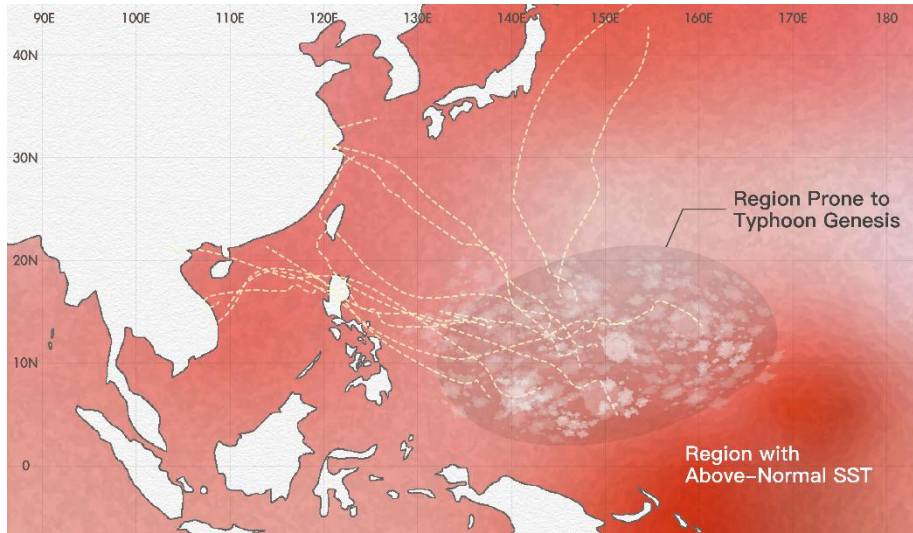 90E 100E 110E 120E 130E 140E 150E 160E 170E 180
40N
30N
Region Prone to
Typhoon Genesis
20N
10N
0
Region with
Above-Normal SST